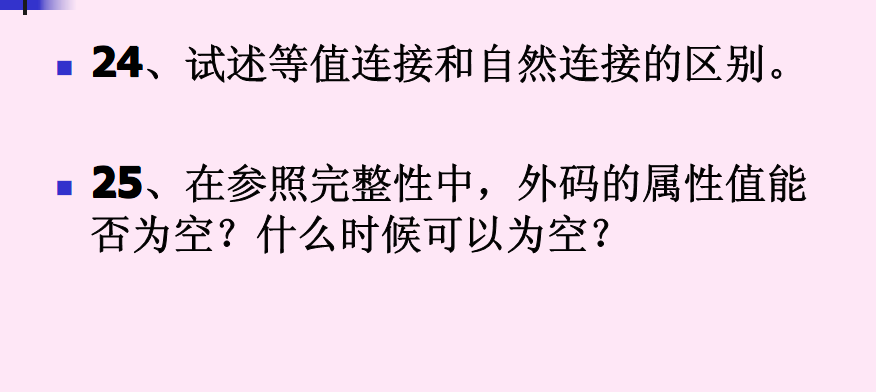 24、试述等值连接和自然连接的区别。
25、在参照完整性中，外码的属性值能
否为空？什么时候可以为空？